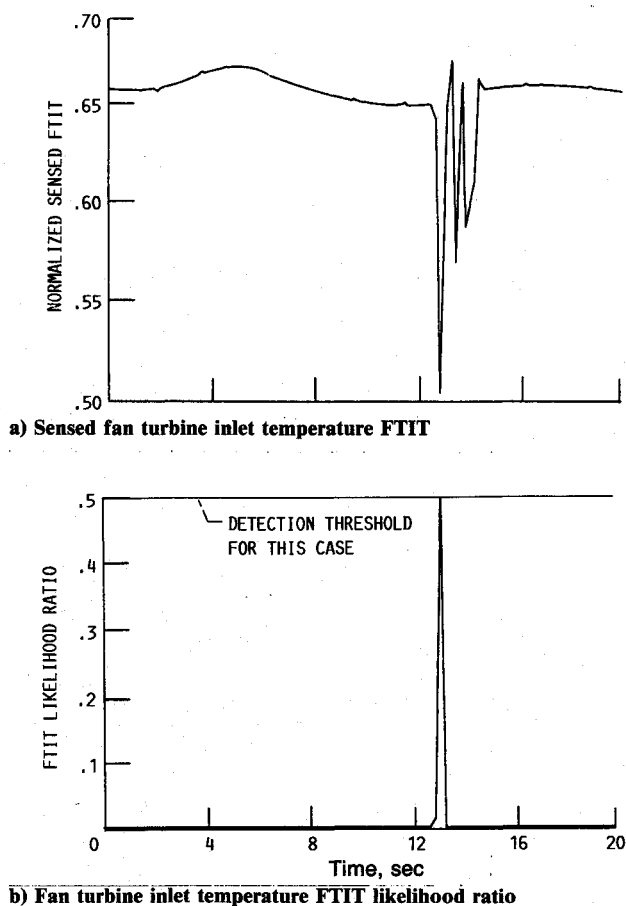 .70
.65
.60
.55
.50
NORMALIZED SENSED FTIT
a) Sensed fan turbine inlet temperature FTIT
.5
.4
.3
.2
.1
0
FTIT LIKELIHOOD RATIO
DETECTION THRESHOLD
FOR THIS CASE
4
8
12
16
20
Time, sec
b) Fan turbine inlet temperature FTIT likelihood ratio